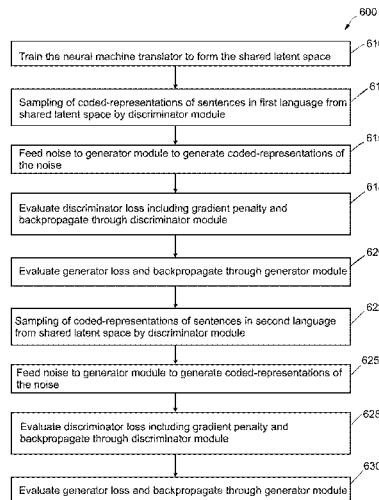 600
Train the neural machine translator to form the shared latent space
Sampling of coded-representations of sentences in first language from
shared latent space by discriminator module
Feed noise to generator module to generate coded-representations of
the noise
Evaluate discriminator loss including gradient penalty and
backpropagate through discriminator module
Evaluate generator loss and backpropagate through generator module
Sampling of coded-representations of sentences in second language
from shared latent space by discriminator module
Feed noise to generator module to generate coded-representations of
the noise
625
Evaluate discriminator loss including gradient penalty and
backpropagate through discriminator module
628
Evaluate generator loss and backpropagate through generator module
630